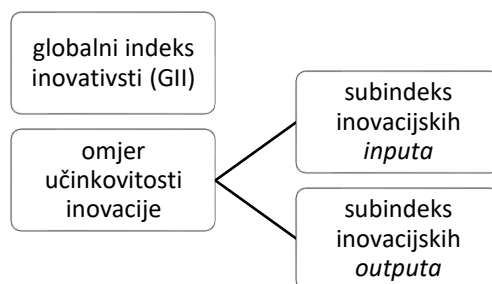 globalni indeks
inovativsti (GII)
omjer
učinkovitosti
inovacije
subindeks
inovacijskih
inputa
subindeks
inovacijskih
outputa